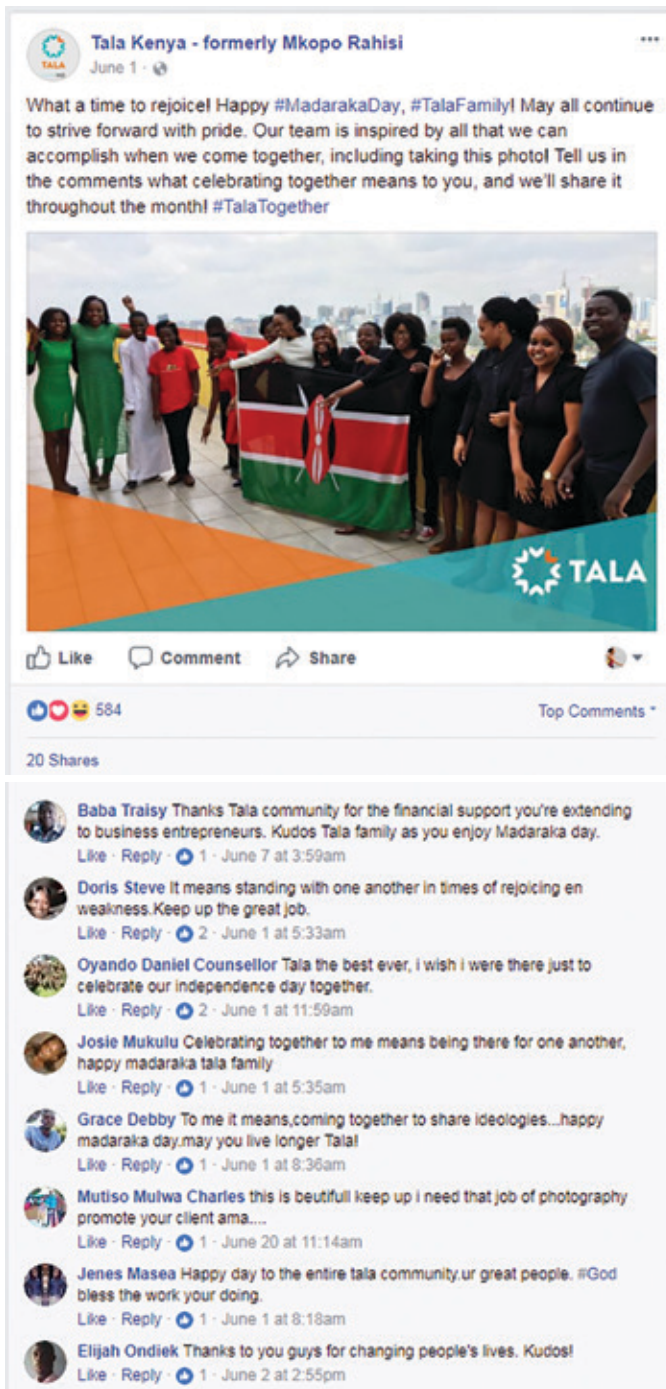 Tala Kenya - formerly Mkopo Rahisi
June 1 ·
What a time to rejoice! Happy #MadarakaDay, #TalaFamily! May all continue
to strive forward with pride. Our team is inspired by all that we can
accomplish when we come together, including taking this photo! Tell us in
the comments what celebrating together means to you, and we'll share it
throughout the month! #TalaTogether
TALA
TALA
Like Comment Share
584 Top Comments
20 Shares
Baba Traisy Thanks Tala community for the financial support you're extending
to business entrepreneurs. Kudos Tala family as you enjoy Madaraka day.
Like · Reply · 1 · June 7 at 3:59am
Doris Steve It means standing with one another in times of rejoicing en
weakness.Keep up the great job.
Like · Reply · 2 · June 1 at 5:33am
Oyando Daniel Counsellor Tala the best ever, i wish i were there just to
celebrate our independence day together.
Like · Reply · 2 · June 1 at 11:59am
Josie Mukulu Celebrating together to me means being there for one another,
happy madaraka tala family
Like · Reply · 1 · June 1 at 5:35am
Grace Debby To me it means,coming together to share ideologies...happy
madaraka day.may you live longer Tala!
Like · Reply · 1 · June 1 at 8:36am
Mutiso Mulwa Charles this is beutifull keep up i need that job of photography
promote your client ama....
Like · Reply · 1 · June 20 at 11:14am
Jenes Masea Happy day to the entire tala community.ur great people. #God
bless the work your doing.
Like · Reply · 1 · June 1 at 8:18am
Elijah Ondiek Thanks to you guys for changing people's lives. Kudos!
Like · Reply · 1 · June 2 at 2:55pm